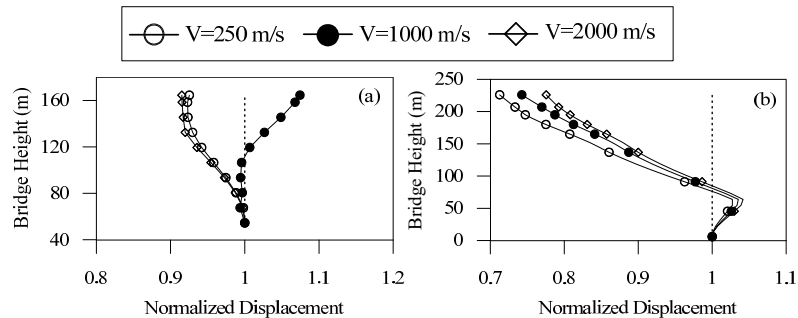 V=250 m/s V=1000 m/s V=2000 m/s
(a)
Bridge Height (m)
160
120
80
40
0.8 0.9 1 1.1 1.2
Normalized Displacement
(b)
Bridge Height (m)
250
200
150
100
50
0
0.7 0.8 0.9 1 1.1
Normalized Displacement